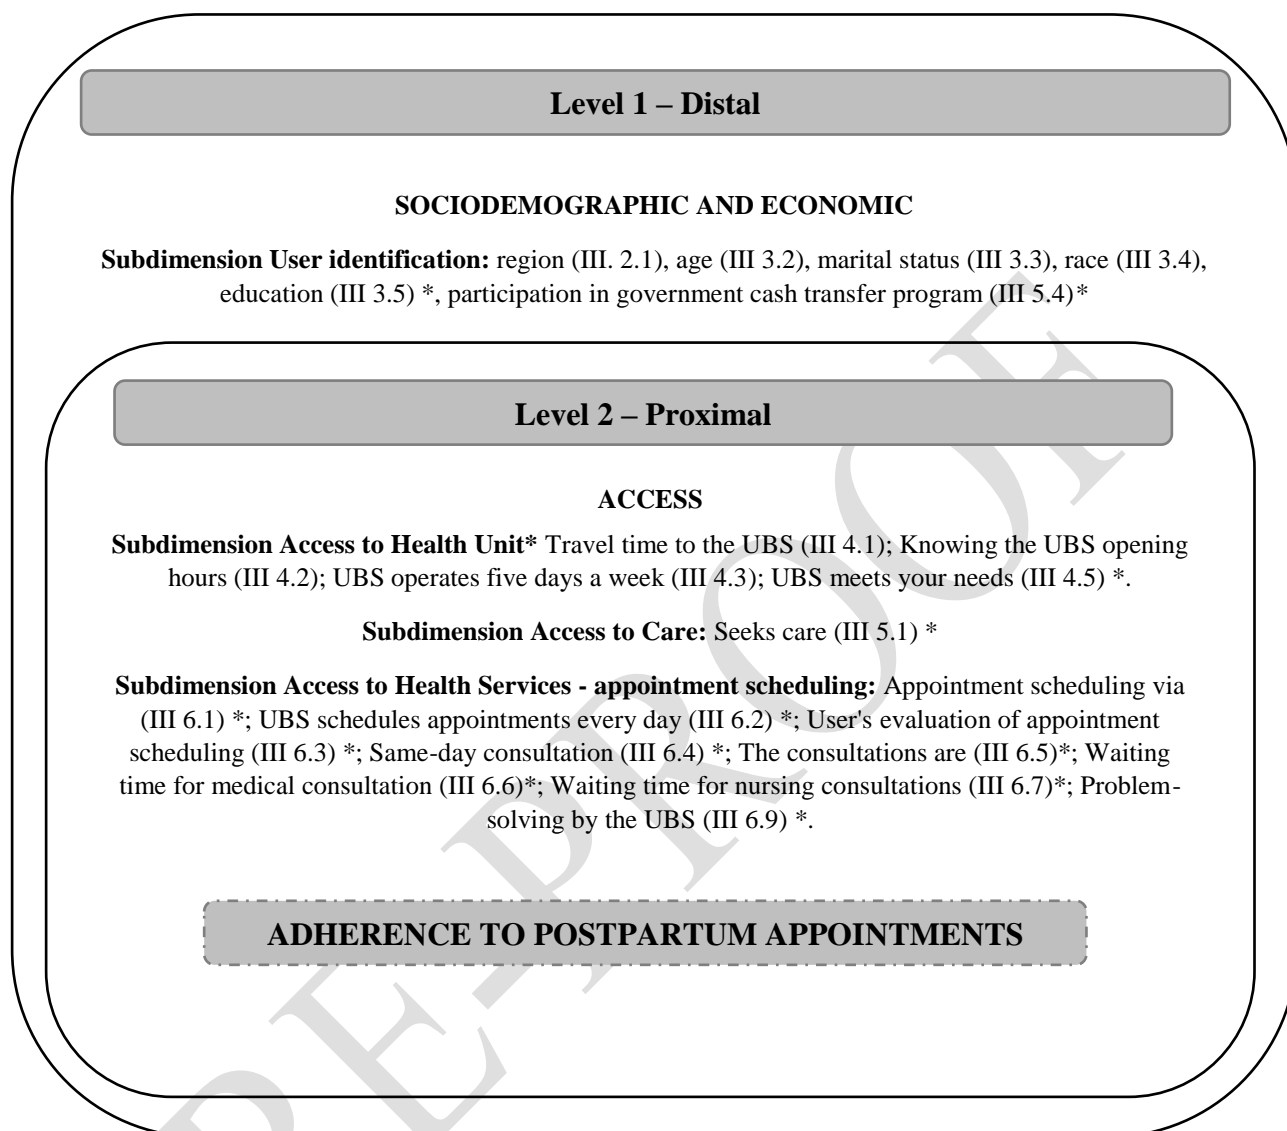 Level 1 – Distal
SOCIODEMOGRAPHIC AND ECONOMIC
Subdimension User identification: region (III. 2.1), age (III 3.2), marital status (III 3.3), race (III 3.4),
education (III 3.5) *, participation in government cash transfer program (III 5.4)*
Level 2 – Proximal
ACCESS
Subdimension Access to Health Unit* Travel time to the UBS (III 4.1); Knowing the UBS opening
hours (III 4.2); UBS operates five days a week (III 4.3); UBS meets your needs (III 4.5) *.
Subdimension Access to Care: Seeks care (III 5.1) *
Subdimension Access to Health Services - appointment scheduling: Appointment scheduling via
(III 6.1) *; UBS schedules appointments every day (III 6.2) *; User's evaluation of appointment
scheduling (III 6.3) *; Same-day consultation (III 6.4) *; The consultations are (III 6.5)*; Waiting
time for medical consultation (III 6.6)*; Waiting time for nursing consultations (III 6.7)*; Problem-
solving by the UBS (III 6.9) *.
ADHERENCE TO POSTPARTUM APPOINTMENTS
RE-PROOF